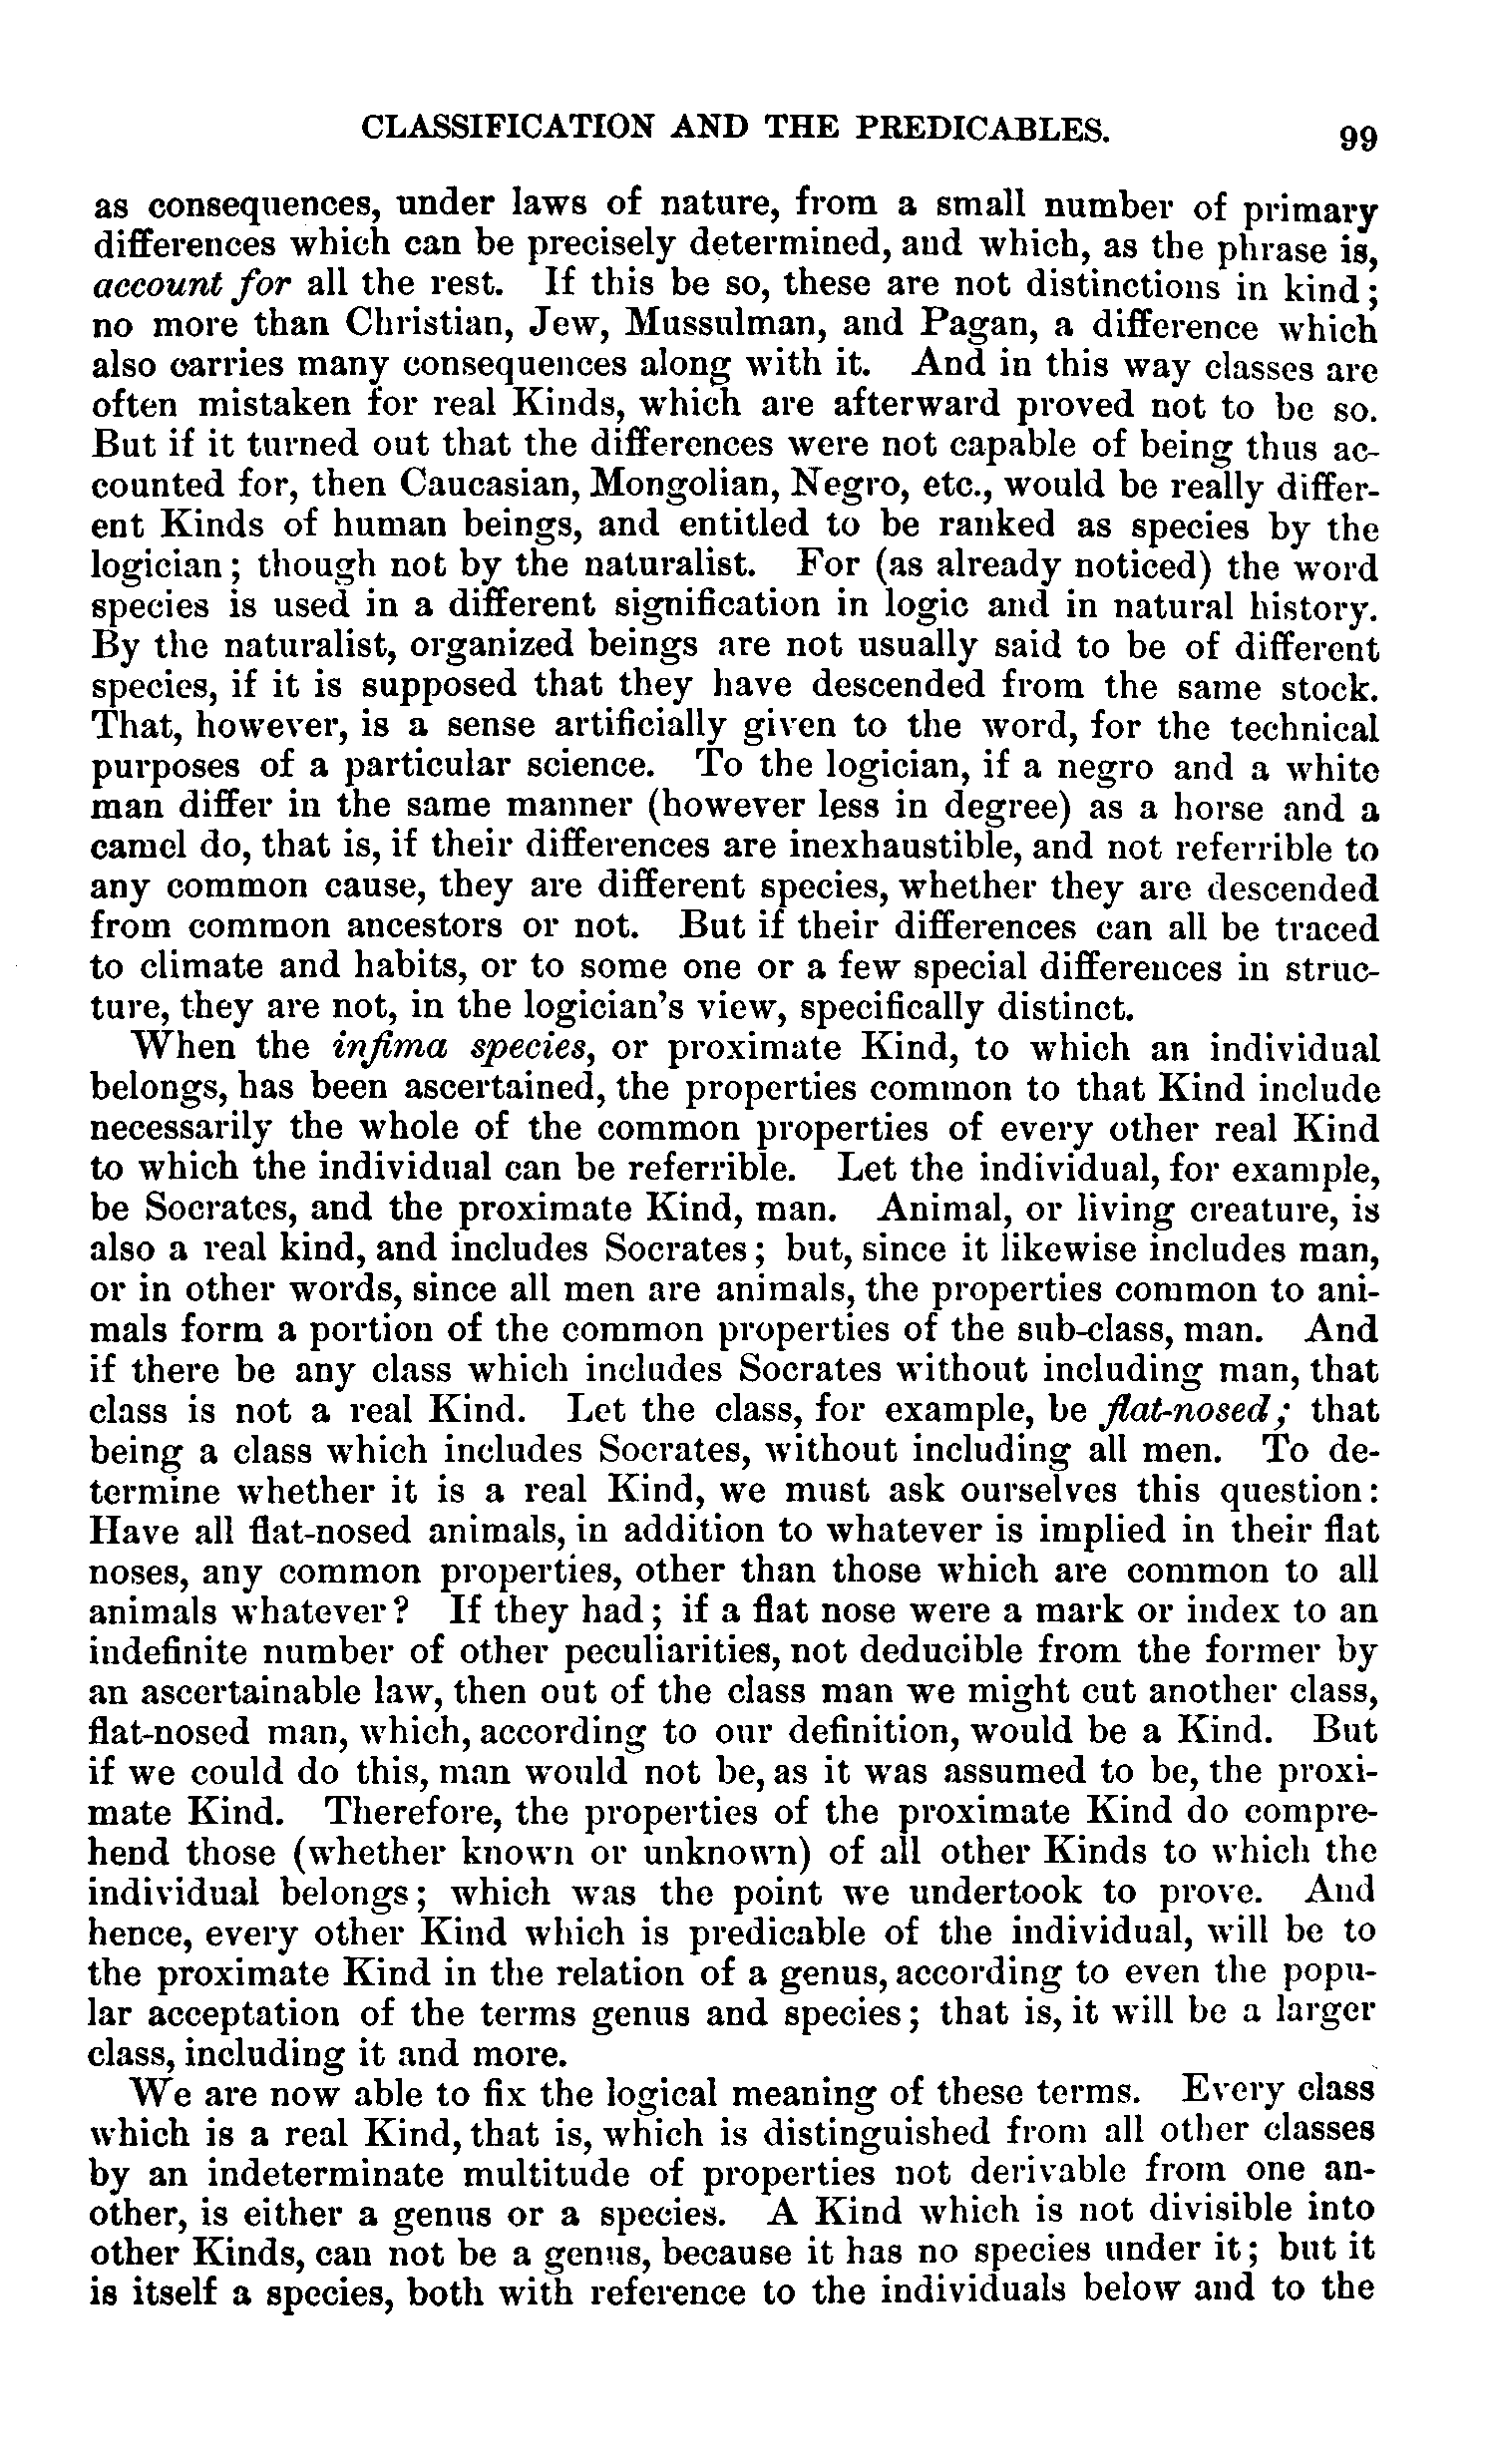 CLASSIFICATION AND THE PREDICABLES. 99
as consequences, under laws of nature, from a small number of primary
differences which can be precisely determined, and which, as the phrase is,
account for all the rest. If this be so, these are not distinctions in kind;
no more than Christian, Jew, Mussulman, and Pagan, a difference which
also carries many consequences along with it. And in this way classes are
often mistaken for real Kinds, which are afterward proved not to be so.
But if it turned out that the differences were not capable of being thus ac-
counted for, then Caucasian, Mongolian, Negro, etc., would be really differ-
ent Kinds of human beings, and entitled to be ranked as species by the
logician; though not by the naturalist. For (as already noticed) the word
species is used in a different signification in logic and in natural history.
By the naturalist, organized beings are not usually said to be of different
species, if it is supposed that they have descended from the same stock.
That, however, is a sense artificially given to the word, for the technical
purposes of a particular science. To the logician, if a negro and a white
man differ in the same manner (however less in degree) as a horse and a
camel do, that is, if their differences are inexhaustible, and not referrible to
any common cause, they are different species, whether they are descended
from common ancestors or not. But if their differences can all be traced
to climate and habits, or to some one or a few special differences in struc-
ture, they are not, in the logician's view, specifically distinct.
When the infima species, or proximate Kind, to which an individual
belongs, has been ascertained, the properties common to that Kind include
necessarily the whole of the common properties of every other real Kind
to which the individual can be referrible. Let the individual, for example,
be Socrates, and the proximate Kind, man. Animal, or living creature, is
also a real kind, and includes Socrates; but, since it likewise includes man,
or in other words, since all men are animals, the properties common to ani-
mals form a portion of the common properties of the sub-class, man. And
if there be any class which includes Socrates without including man, that
class is not a real Kind. Let the class, for example, be flat-nosed; that
being a class which includes Socrates, without including all men. To de-
termine whether it is a real Kind, we must ask ourselves this question:
Have all flat-nosed animals, in addition to whatever is implied in their flat
noses, any common properties, other than those which are common to all
animals whatever? If they had; if a flat nose were a mark or index to an
indefinite number of other peculiarities, not deducible from the former by
an ascertainable law, then out of the class man we might cut another class,
flat-nosed man, which, according to our definition, would be a Kind. But
if we could do this, man would not be, as it was assumed to be, the proxi-
mate Kind. Therefore, the properties of the proximate Kind do compre-
hend those (whether known or unknown) of all other Kinds to which the
individual belongs; which was the point we undertook to prove. And
hence, every other Kind which is predicable of the individual, will be to
the proximate Kind in the relation of a genus, according to even the popu-
lar acceptation of the terms genus and species; that is, it will be a larger
class, including it and more.
We are now able to fix the logical meaning of these terms. Every class
which is a real Kind, that is, which is distinguished from all other classes
by an indeterminate multitude of properties not derivable from one an-
other, is either a genus or a species. A Kind which is not divisible into
other Kinds, can not be a genus, because it has no species under it; but it
is itself a species, both with reference to the individuals below and to the